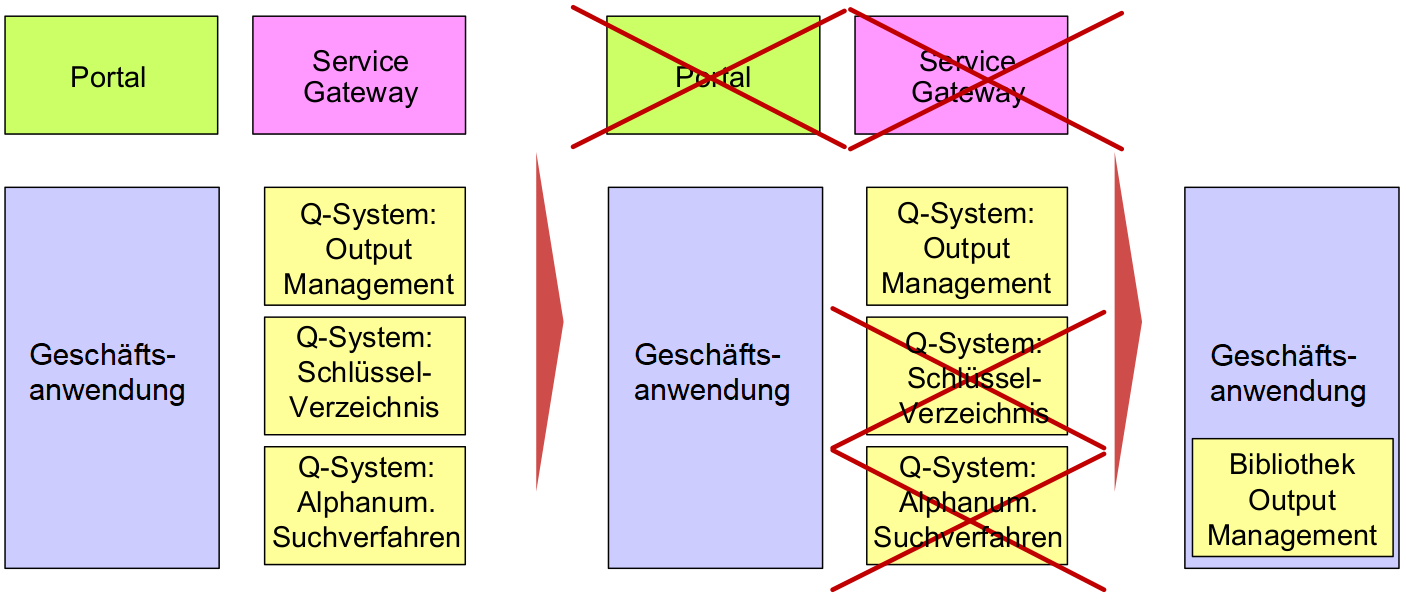 Portal
Service
Gateway
Geschäfts-
anwendung
Q-System:
Output
Management
Q-System:
Schlüssel-
Verzeichnis
Q-System:
Alphanum.
Suchverfahren
Portal
Service
Gateway
Geschäfts-
anwendung
Q-System:
Output
Management
Q-System:
Schlüssel-
Verzeichnis
Q-System:
Alphanum.
Suchverfahren
Geschäfts-
anwendung
Bibliothek
Output
Management